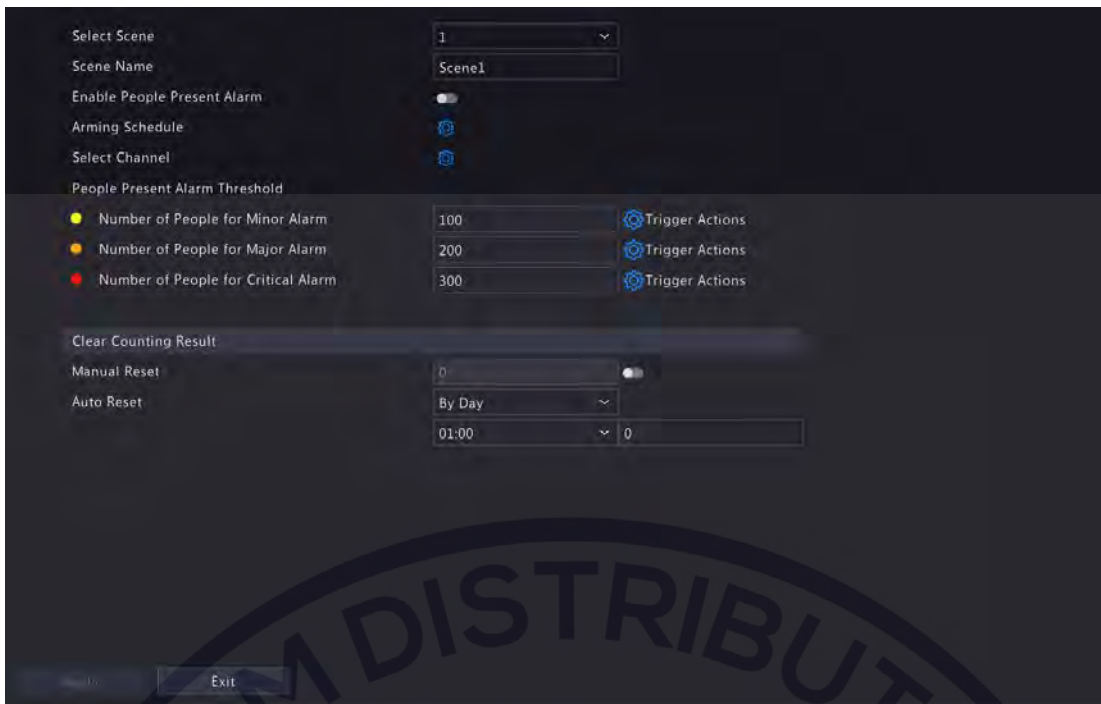 Select Scene 1
Scene Name Scene1
Enable People Present Alarm
Arming Schedule
Select Channel
People Present Alarm Threshold
Number of People for Minor Alarm 100 Trigger Actions
Number of People for Major Alarm 200 Trigger Actions
Number of People for Critical Alarm 300 Trigger Actions
Clear Counting Result
Manual Reset 0
Auto Reset By Day
01:00 0
M DISTRIBUT
Exit